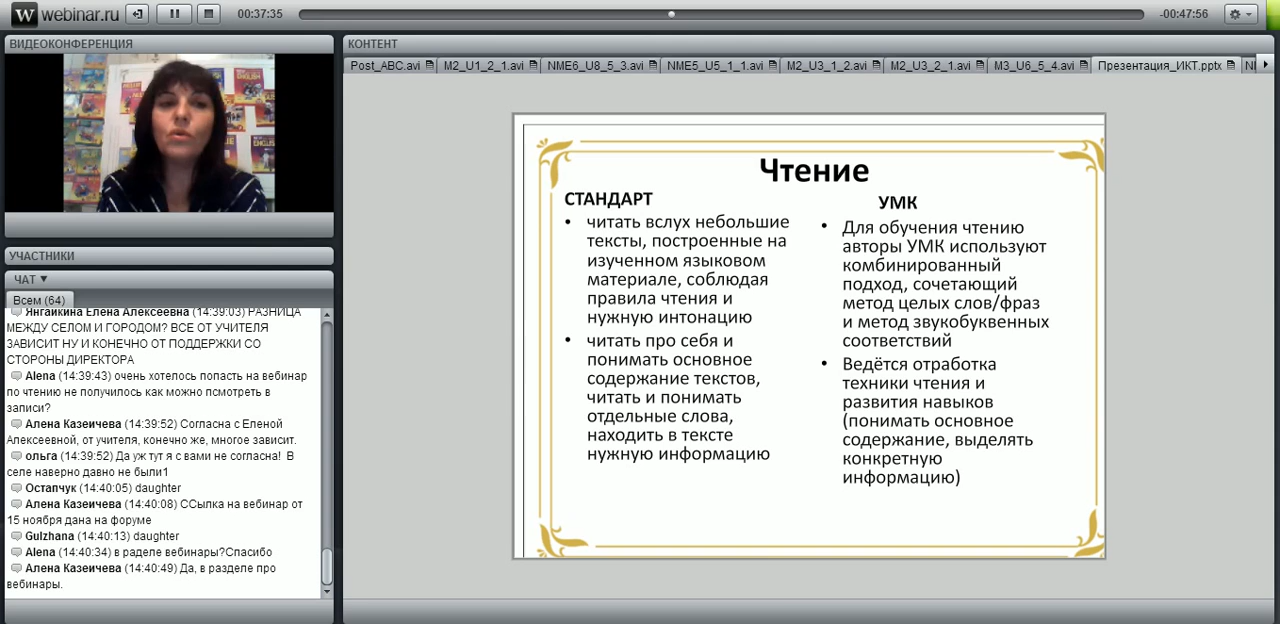 webinar.ru
00:37:35
-00:47:56
ВИДЕОКОНФЕРЕНЦИЯ
ENGLISH
УЧАСТНИКИ
ЧАТ ▼
Всем (64)
Янгайкина Елена Алексеевна (14:39:03) РАЗНИЦА
МЕЖДУ СЕЛОМ И ГОРОДОМ? ВСЕ ОТ УЧИТЕЛЯ
ЗАВИСИТ НУ И КОНЕЧНО ОТ ПОДДЕРЖКИ СО
СТОРОНЫ ДИРЕКТОРА
Alena (14:39:43) очень хотелось попасть на вебинар
по чтению не получилось как можно псмотреть в
записи?
Алена Казеичева (14:39:52) Согласна с Еленой
Алексеевной, от учителя, конечно же, многое зависит.
ольга (14:39:52) Да уж тут я с вами не согласна! В
селе наверно давно не были1
Остапчук (14:40:05) daughter
Алена Казеичева (14:40:08) ССылка на вебинар от
15 ноября дана на форуме
Gulzhana (14:40:13) daughter
Alena (14:40:34) в раделе вебинары?Спасибо
Алена Казеичева (14:40:49) Да, в разделе про
вебинары.
КОНТЕНТ
Post_ABC.avi M2_U1_2_1.avi NME6_U8_5_3.avi NME5_U5_1_1.avi M2_U3_1_2.avi M2_U3_2_1.avi M3_U6_5_4.avi Презентация_ИКТ.pptx
Чтение
СТАНДАРТ
• читать вслух небольшие
тексты, построенные на
изученном языковом
материале, соблюдая
правила чтения и
нужную интонацию
• читать про себя и
понимать основное
содержание текстов,
читать и понимать
отдельные слова,
находить в тексте
нужную информацию
УМК
• Для обучения чтению
авторы УМК используют
комбинированный
подход, сочетающий
метод целых слов/фраз
и метод звукобуквенных
соответствий
• Ведётся отработка
техники чтения и
развития навыков
(понимать основное
содержание, выделять
конкретную
информацию)